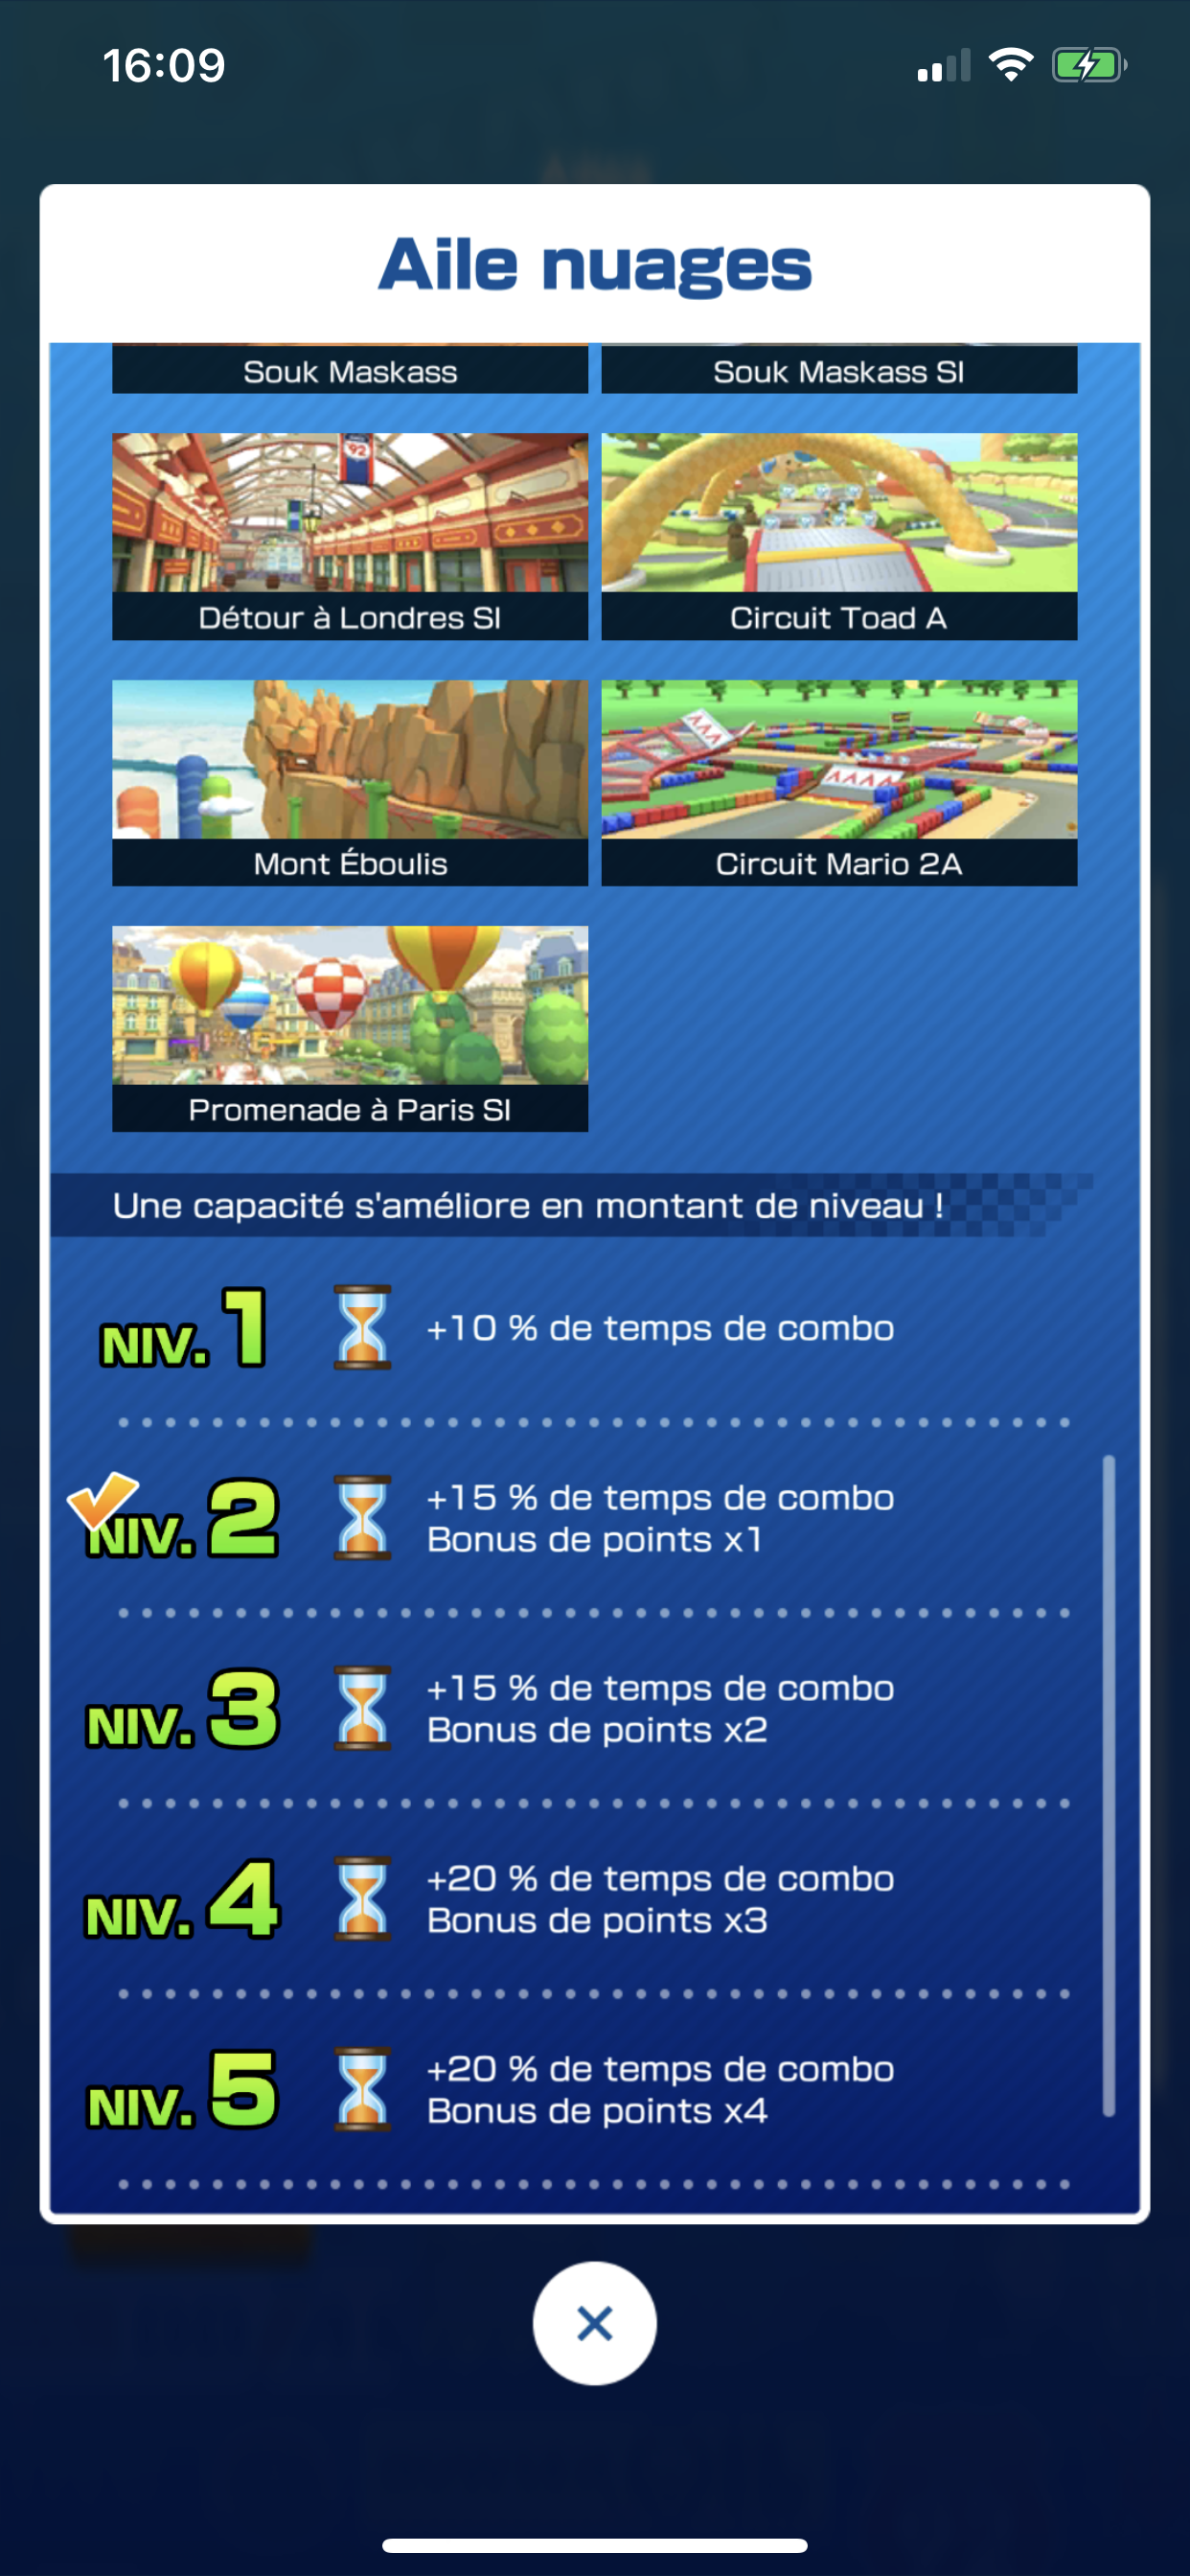 16:09
Aile nuages
Souk Maskass
Souk Maskass SI
92
Détour à Londres SI
Circuit Toad A
Mont Éboulis
Circuit Mario 2A
Promenade à Paris SI
Une capacité s'améliore en montant de niveau !
NIV. 1
+10 % de temps de combo
NIV. 2
+15 % de temps de combo
Bonus de points x1
NIV. 3
+15 % de temps de combo
Bonus de points x2
NIV. 4
+20 % de temps de combo
Bonus de points x3
NIV. 5
+20 % de temps de combo
Bonus de points x4